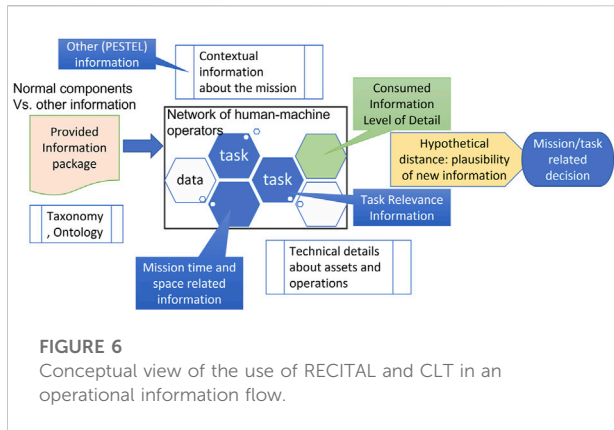 Other (PESTEL)
information
Contextual
information
about the mission
Consumed
Information
Level of Detail
Normal components
Vs. other information
Network of human-machine
operators
Provided
Information
package
task
data
task
Hypothetical
distance: plausibility
of new information
Mission/task
related
decision
Taxonomy
, Ontology
Task Relevance
Information
Mission time and
space related
information
Technical details
about assets and
operations
FIGURE 6
Conceptual view of the use of RECITAL and CLT in an
operational information flow.